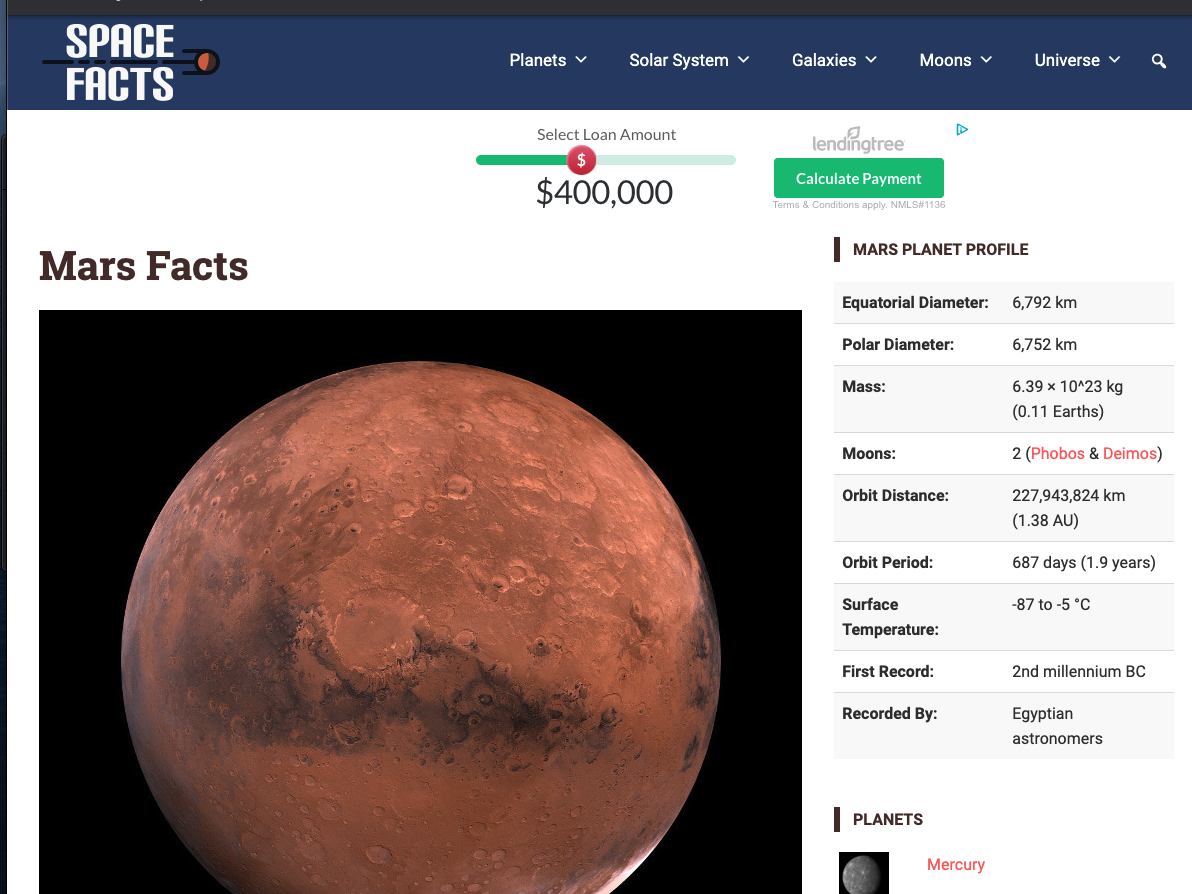 SPACE
FACTS
Planets
Solar System
Galaxies
Moons
Universe
Select Loan Amount
$
$400,000
lendingtree
Calculate Payment
Terms & Conditions apply. NMLS#1136
Mars Facts
MARS PLANET PROFILE
Equatorial Diameter: 6,792 km
Polar Diameter: 6,752 km
Mass: 6.39 × 10^23 kg
(0.11 Earths)
Moons: 2 (Phobos & Deimos)
Orbit Distance: 227,943,824 km
(1.38 AU)
Orbit Period: 687 days (1.9 years)
Surface -87 to -5 °C
Temperature:
First Record: 2nd millennium BC
Recorded By: Egyptian
astronomers
PLANETS
Mercury